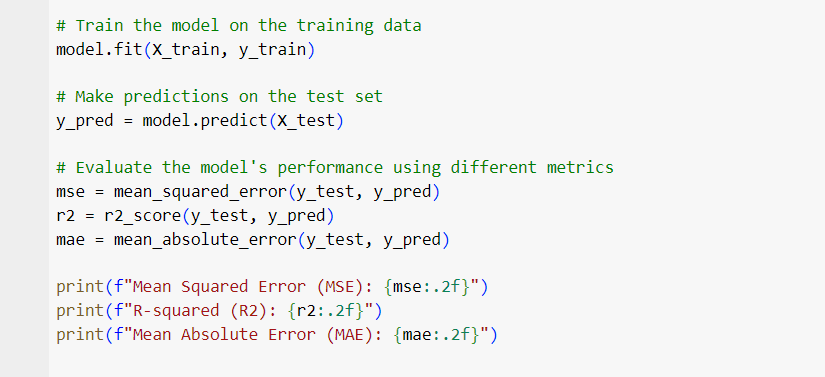 # Train the model on the training data
model.fit(X_train, y_train)
# Make predictions on the test set
y_pred = model.predict(X_test)
# Evaluate the model's performance using different metrics
mse = mean_squared_error(y_test, y_pred)
r2 = r2_score(y_test, y_pred)
mae = mean_absolute_error(y_test, y_pred)
print(f"Mean Squared Error (MSE): {mse:.2f}")
print(f"R-squared (R2): {r2:.2f}")
print(f"Mean Absolute Error (MAE): {mae:.2f}")